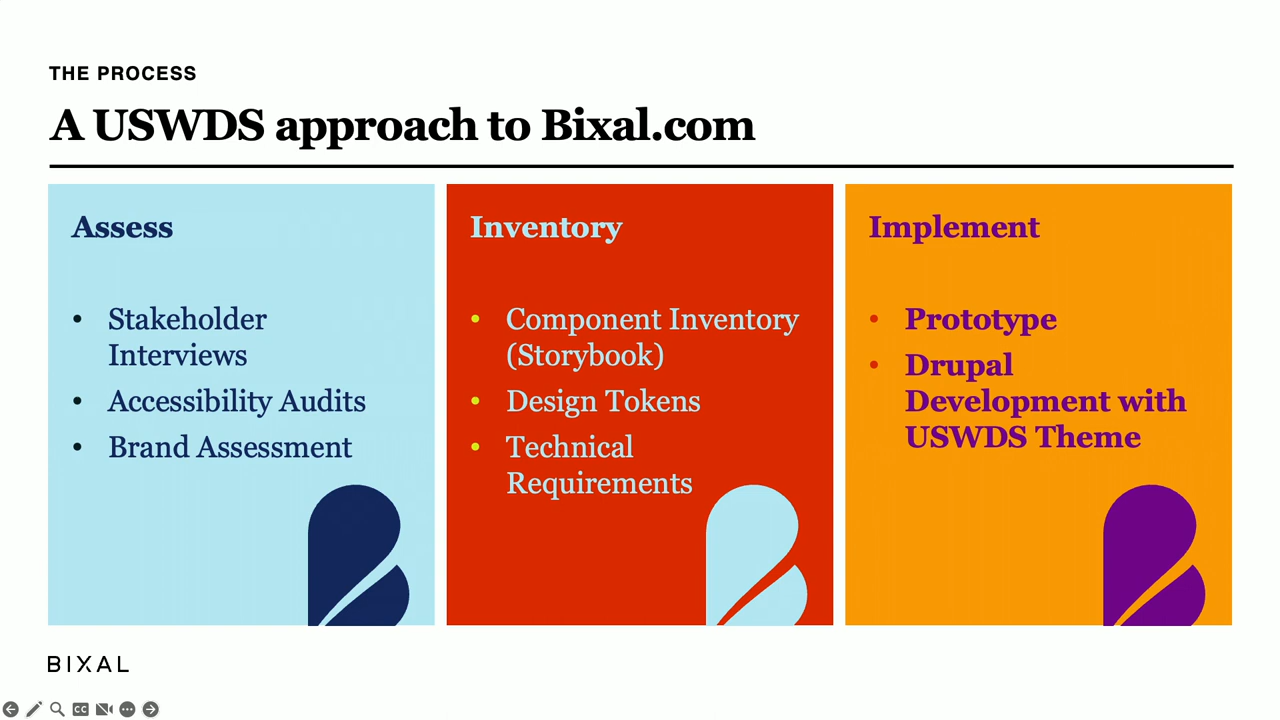 THE PROCESS
A USWDS approach to Bixal.com
Assess
• Stakeholder
Interviews
• Accessibility Audits
• Brand Assessment
Inventory
• Component Inventory
(Storybook)
• Design Tokens
• Technical
Requirements
Implement
• Prototype
• Drupal
Development with
USWDS Theme
BIXAL
CC